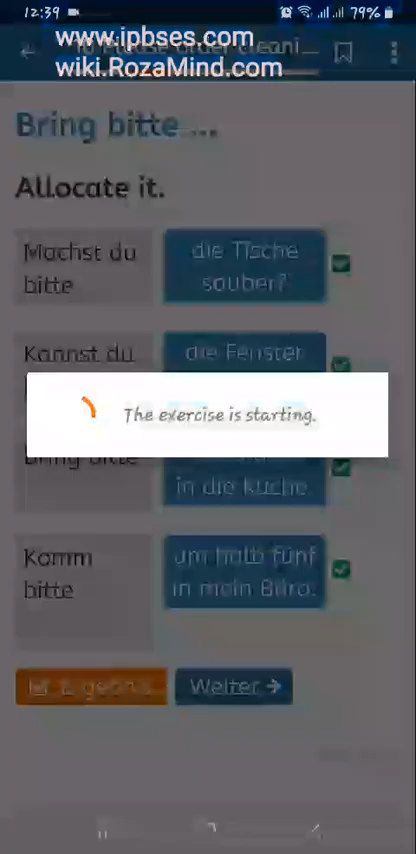 12:39
79%
www.ipbses.com
wiki.RozaMind.com
Bring bitte ...
Allocate it.
Machst du bitte
die Tische sauber?
Kannst du
die Fenster
The exercise is starting.
Bring bitte
in die Küche.
Komm bitte
um halb fünf in mein Büro.
Weiter →